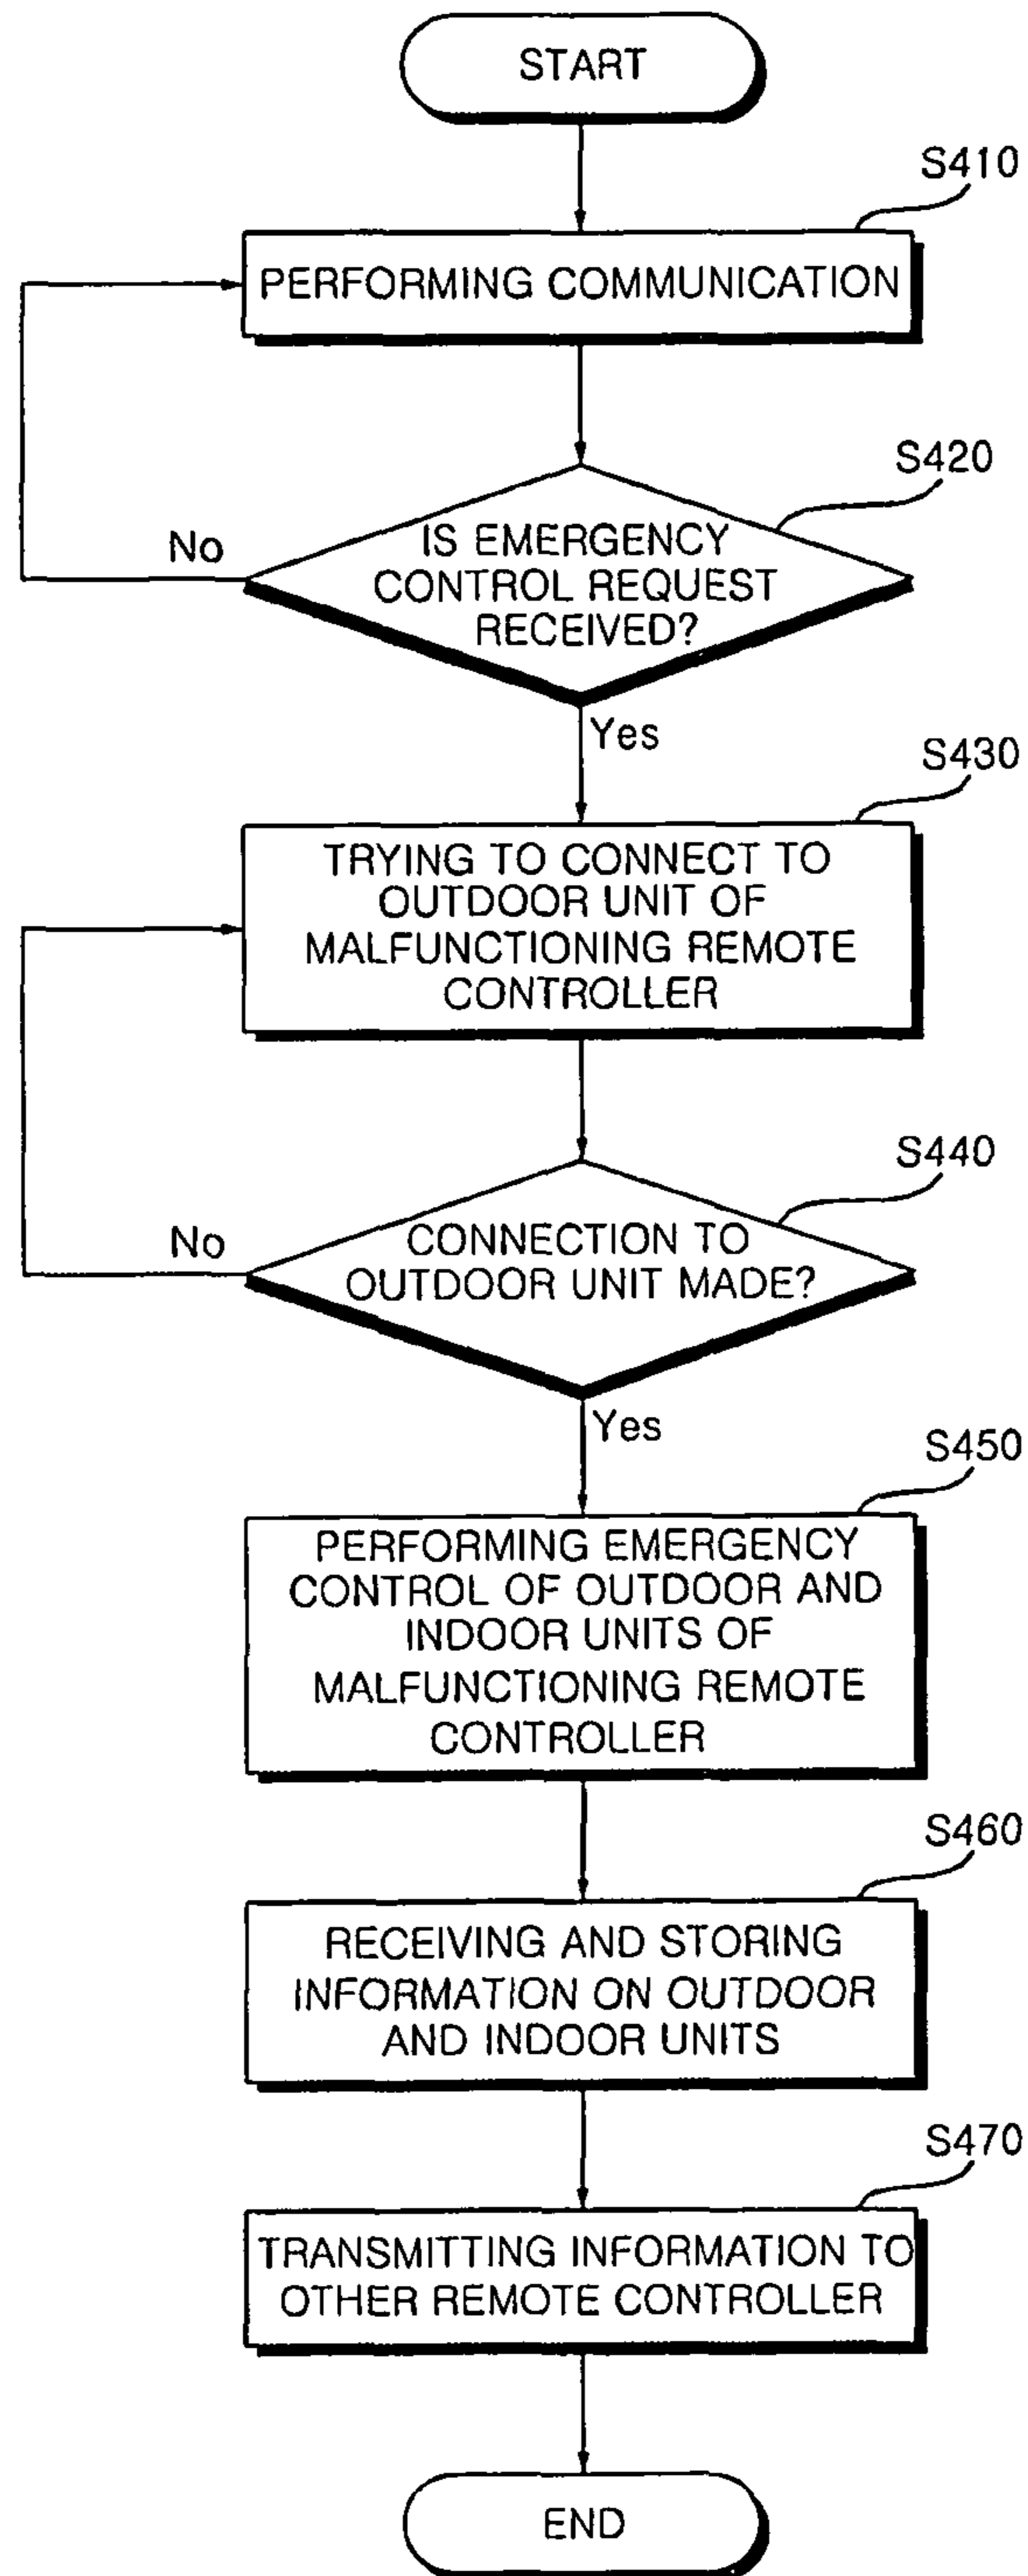 START
S410
PERFORMING COMMUNICATION
S420
IS EMERGENCY
CONTROL REQUEST
RECEIVED?
No
Yes
S430
TRYING TO CONNECT TO
OUTDOOR UNIT OF
MALFUNCTIONING REMOTE
CONTROLLER
S440
CONNECTION TO
OUTDOOR UNIT MADE?
No
Yes
S450
PERFORMING EMERGENCY
CONTROL OF OUTDOOR AND
INDOOR UNITS OF
MALFUNCTIONING REMOTE
CONTROLLER
S460
RECEIVING AND STORING
INFORMATION ON OUTDOOR
AND INDOOR UNITS
S470
TRANSMITTING INFORMATION TO
OTHER REMOTE CONTROLLER
END